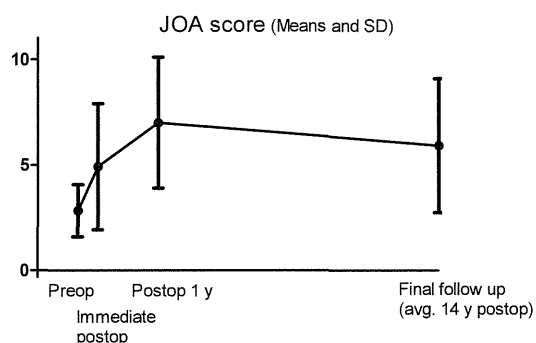 JOA score (Means and SD)
10
5
0
Preop
Immediate
postop
Postop 1 y
Final follow up
(avg. 14 y postop)